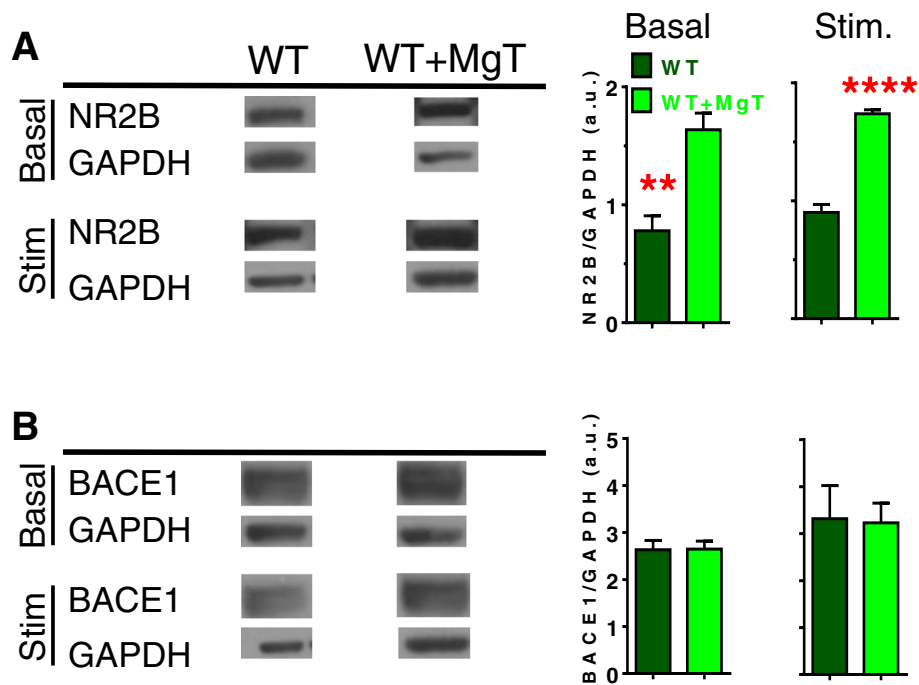 A
WT WT+MgT
Basal
NR2B
GAPDH
Stim
NR2B
GAPDH
Basal Stim.
WT
WT+MgT
NR2B/GAPDH (a.u.)
2
1
0
**
****
B
Basal
BACE1
GAPDH
Stim
BACE1
GAPDH
BACE1/GAPDH (a.u.)
5
4
3
2
1
0